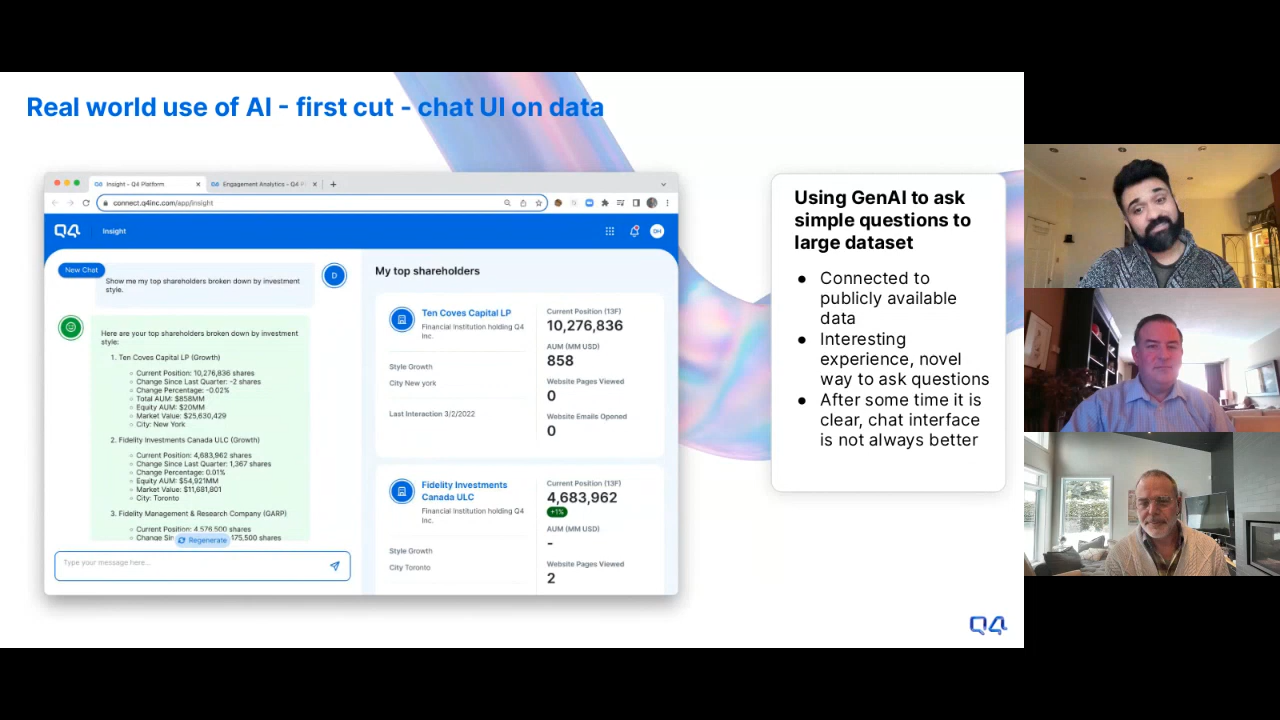 Real world use of AI - first cut - chat UI on data
Insight - Q4 Platform
Engagement Analytics - Q4
connect.q4inc.com/app/insight
Q4
Insight
DH
New Chat
Show me my top shareholders broken down by investment
style.
D
Here are your top shareholders broken down by investment
style:
1. Ten Coves Capital LP (Growth)
Current Position: 10,276,836 shares
Change Since Last Quarter: -2 shares
Change Percentage: -0.02%
Total AUM: $858MM
Equity AUM: $20MM
Market Value: $25,630,429
City: New York
2. Fidelity Investments Canada ULC (Growth)
Current Position: 4,683,962 shares
Change Since Last Quarter: 1,367 shares
Change Percentage: 0.01%
Equity AUM: $54,921MM
Market Value: $11,681,801
City: Toronto
3. Fidelity Management & Research Company (GARP)
Current Position: 4,576,500 shares
Change Sin
175,500 shares
Regenerate
Type your message here...
My top shareholders
Ten Coves Capital LP
Financial Institution holding Q4
Inc.
Style Growth
City New york
Last Interaction 3/2/2022
Current Position (13F)
10,276,836
AUM (MM USD)
858
Website Pages Viewed
0
Website Emails Opened
0
Fidelity Investments
Canada ULC
Financial Institution holding Q4
Inc.
Style Growth
City Toronto
Current Position (13F)
4,683,962
+1%
AUM (MM USD)
-
Website Pages Viewed
2
Using GenAI to ask
simple questions to
large dataset
● Connected to
publicly available
data
● Interesting
experience, novel
way to ask questions
● After some time it is
clear, chat interface
is not always better
Q4